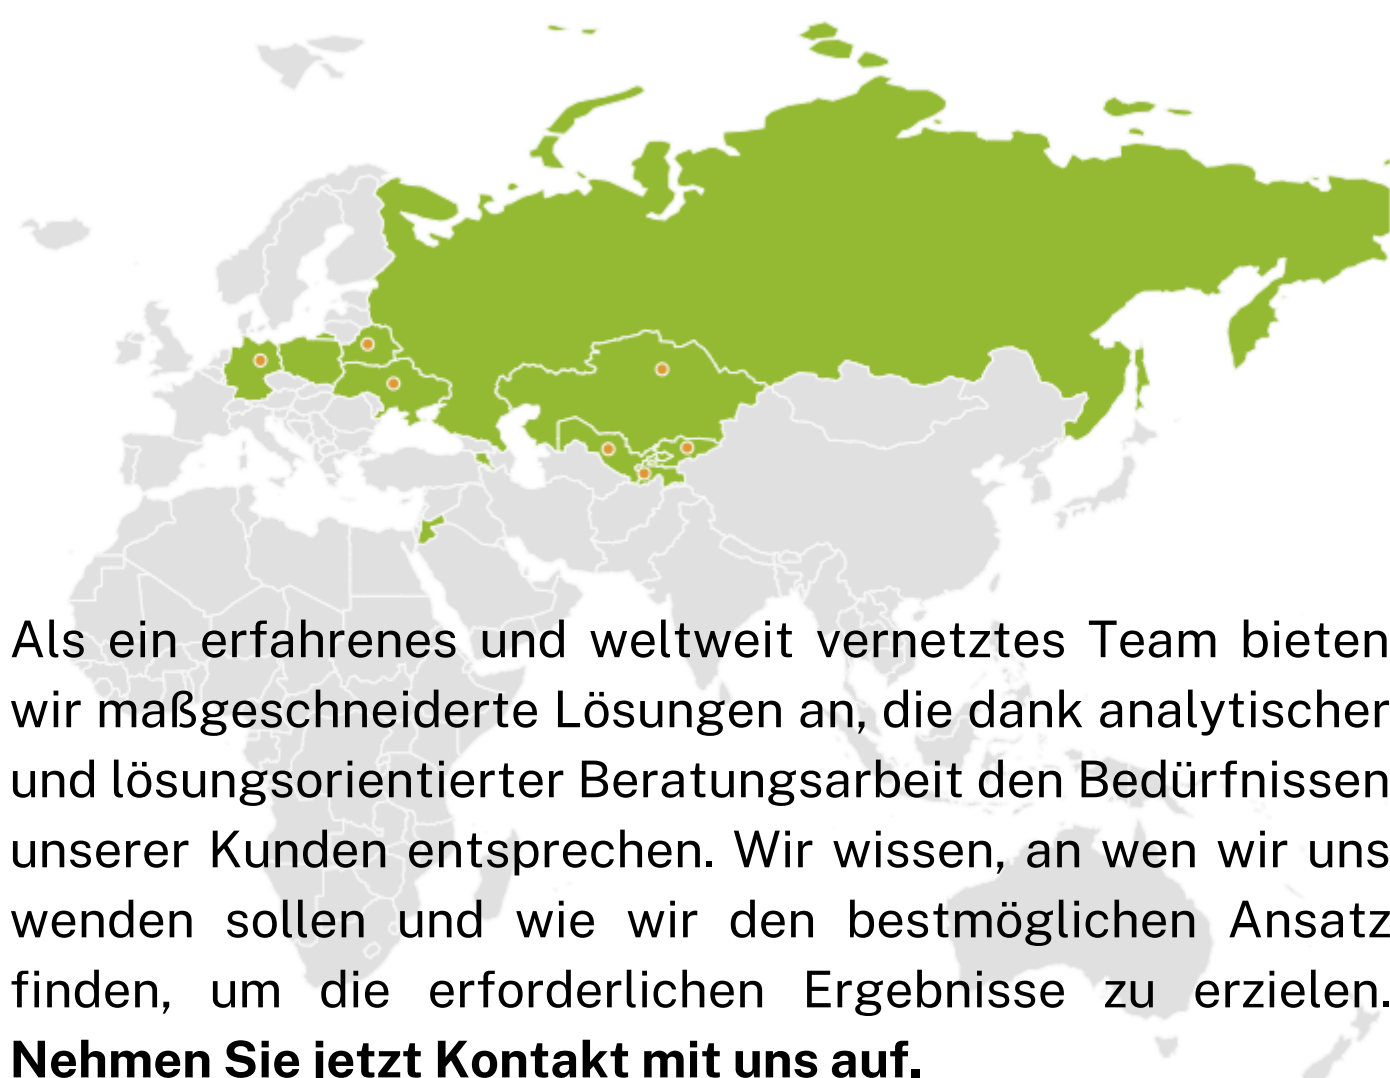 Als ein erfahrenes und weltweit vernetztes Team bieten
wir maßgeschneiderte Lösungen an, die dank analytischer
und lösungsorientierter Beratungsarbeit den Bedürfnissen
unserer Kunden entsprechen. Wir wissen, an wen wir uns
wenden sollen und wie wir den bestmöglichen Ansatz
finden, um die erforderlichen Ergebnisse zu erzielen.
Nehmen Sie jetzt Kontakt mit uns auf.